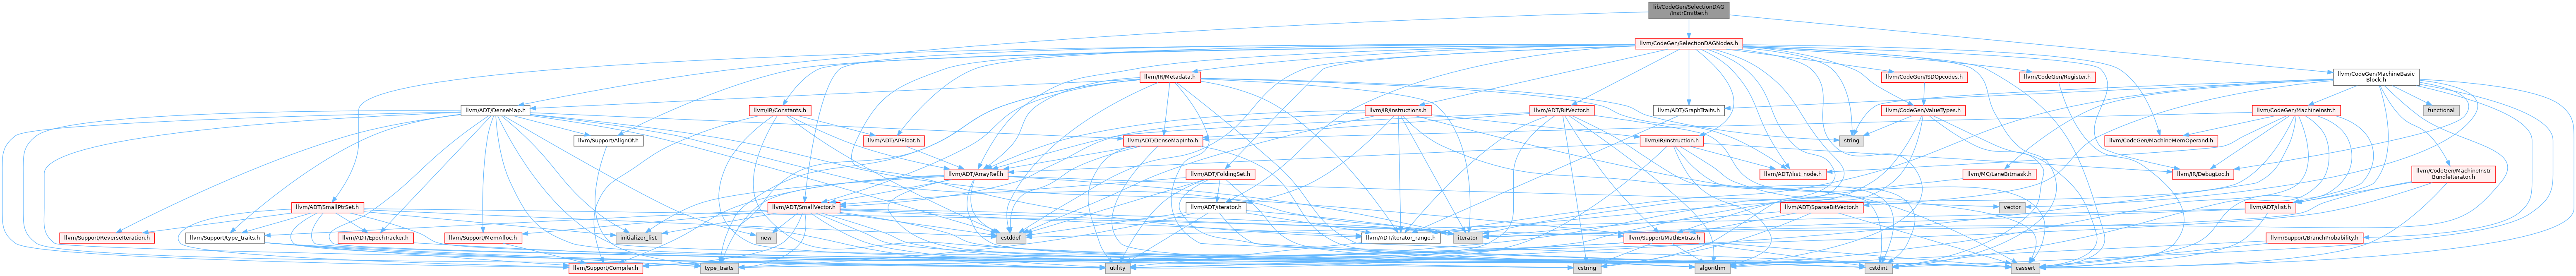 lib/CodeGen/SelectionDAG
/InstrEmitter.h
llvm/CodeGen/SelectionDAGNodes.h
llvm/IR/Metadata.h
llvm/CodeGen/ISDOpcodes.h
llvm/CodeGen/Register.h
llvm/CodeGen/MachineBasic
Block.h
llvm/ADT/DenseMap.h
llvm/IR/Constants.h
llvm/IR/Instructions.h
llvm/ADT/BitVector.h
llvm/ADT/GraphTraits.h
llvm/CodeGen/ValueTypes.h
llvm/CodeGen/MachineInstr.h
functional
llvm/Support/AlignOf.h
llvm/ADT/APFloat.h
llvm/ADT/DenseMapInfo.h
llvm/IR/Instruction.h
string
llvm/CodeGen/MachineMemOperand.h
llvm/ADT/ArrayRef.h
llvm/ADT/FoldingSet.h
llvm/ADT/ilist_node.h
llvm/MC/LaneBitmask.h
llvm/IR/DebugLoc.h
llvm/CodeGen/MachineInstr
BundleIterator.h
llvm/ADT/SmallPtrSet.h
llvm/ADT/SmallVector.h
llvm/ADT/iterator.h
llvm/ADT/SparseBitVector.h
vector
llvm/ADT/ilist.h
llvm/Support/ReverseIteration.h
llvm/Support/type_traits.h
llvm/ADT/EpochTracker.h
llvm/Support/MemAlloc.h
initializer_list
new
cstddef
llvm/ADT/iterator_range.h
iterator
llvm/Support/MathExtras.h
llvm/Support/BranchProbability.h
llvm/Support/Compiler.h
type_traits
utility
cstring
algorithm
cstdint
cassert